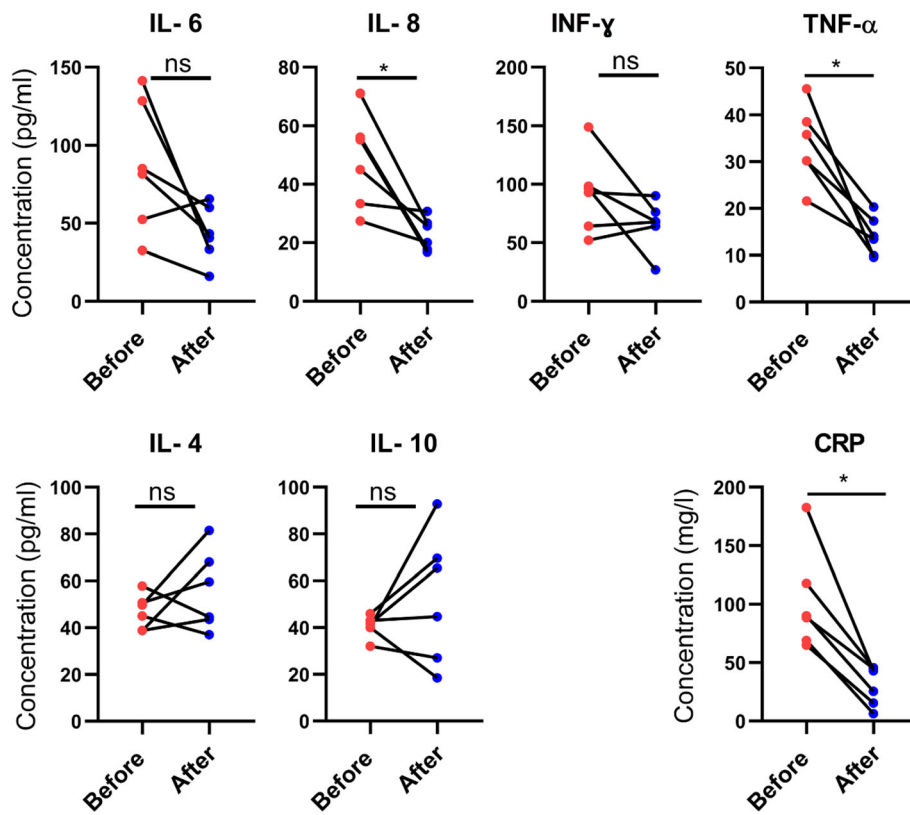 IL- 6
ns
Concentration (pg/ml)
150
100
50
0
Before
After
IL- 8
*
80
60
40
20
0
Before
After
INF-ɣ
ns
200
150
100
50
0
Before
After
TNF-α
*
50
40
30
20
10
0
Before
After
IL- 4
ns
Concentration (pg/ml)
100
80
60
40
20
0
Before
After
IL- 10
ns
100
80
60
40
20
0
Before
After
CRP
*
Concentration (mg/l)
200
150
100
50
0
Before
After